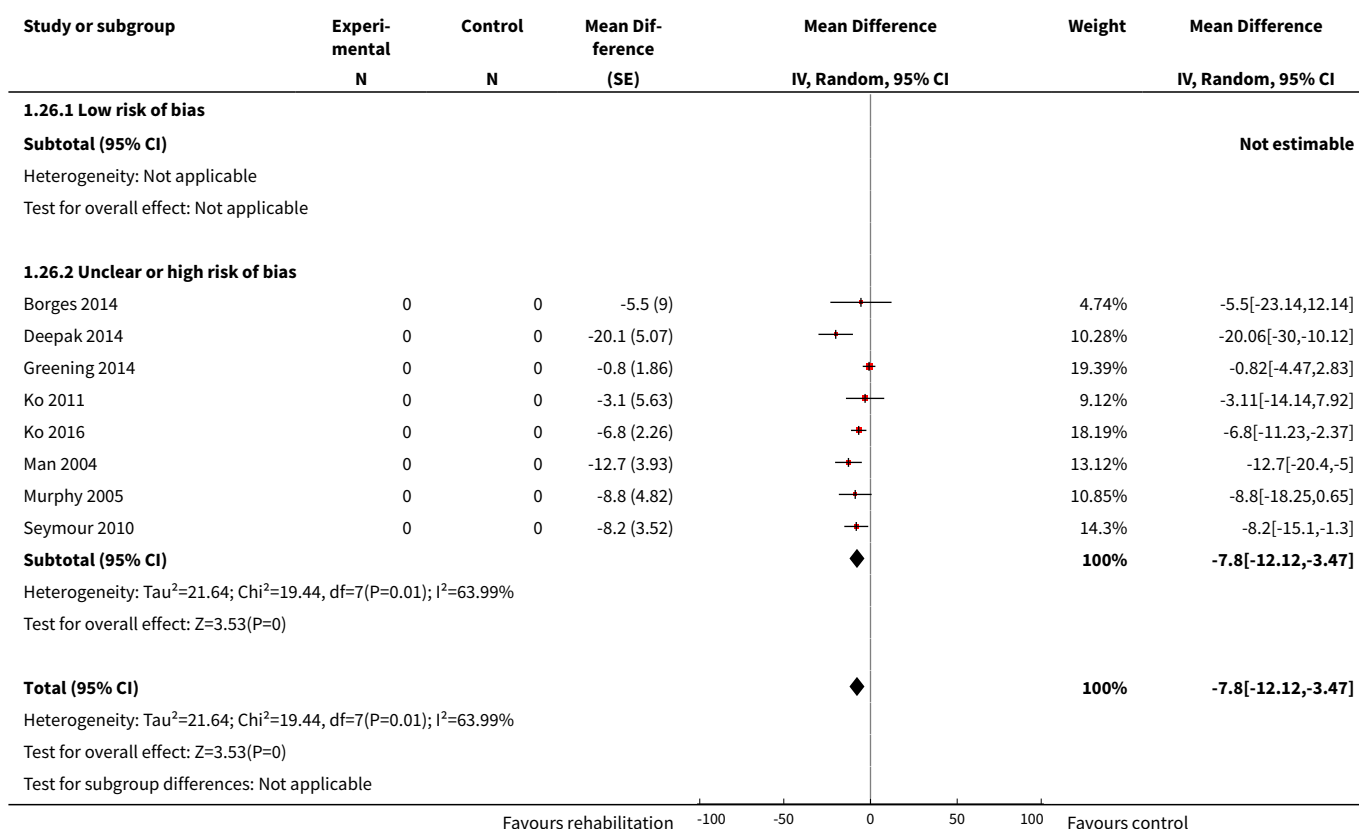 Study or subgroup Experi- Control Mean Dif- Mean Difference Weight Mean Difference
mental ference
N N (SE) IV, Random, 95% CI IV, Random, 95% CI
1.26.1 Low risk of bias
Subtotal (95% CI) Not estimable
Heterogeneity: Not applicable
Test for overall effect: Not applicable
1.26.2 Unclear or high risk of bias
Borges 2014 0 0 -5.5 (9) 4.74% -5.5[-23.14,12.14]
Deepak 2014 0 0 -20.1 (5.07) 10.28% -20.06[-30,-10.12]
Greening 2014 0 0 -0.8 (1.86) 19.39% -0.82[-4.47,2.83]
Ko 2011 0 0 -3.1 (5.63) 9.12% -3.11[-14.14,7.92]
Ko 2016 0 0 -6.8 (2.26) 18.19% -6.8[-11.23,-2.37]
Man 2004 0 0 -12.7 (3.93) 13.12% -12.7[-20.4,-5]
Murphy 2005 0 0 -8.8 (4.82) 10.85% -8.8[-18.25,0.65]
Seymour 2010 0 0 -8.2 (3.52) 14.3% -8.2[-15.1,-1.3]
Subtotal (95% CI) 100% -7.8[-12.12,-3.47]
Heterogeneity: Tau²=21.64; Chi²=19.44, df=7(P=0.01); I²=63.99%
Test for overall effect: Z=3.53(P=0)
Total (95% CI) 100% -7.8[-12.12,-3.47]
Heterogeneity: Tau²=21.64; Chi²=19.44, df=7(P=0.01); I²=63.99%
Test for overall effect: Z=3.53(P=0)
Test for subgroup differences: Not applicable
Favours rehabilitation -100 -50 0 50 100 Favours control